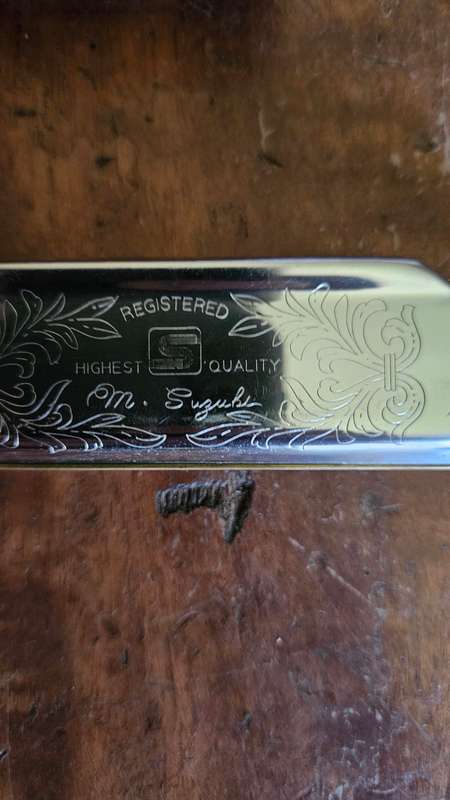 REGISTERED
S
HIGHEST QUALITY
M. Suzuki